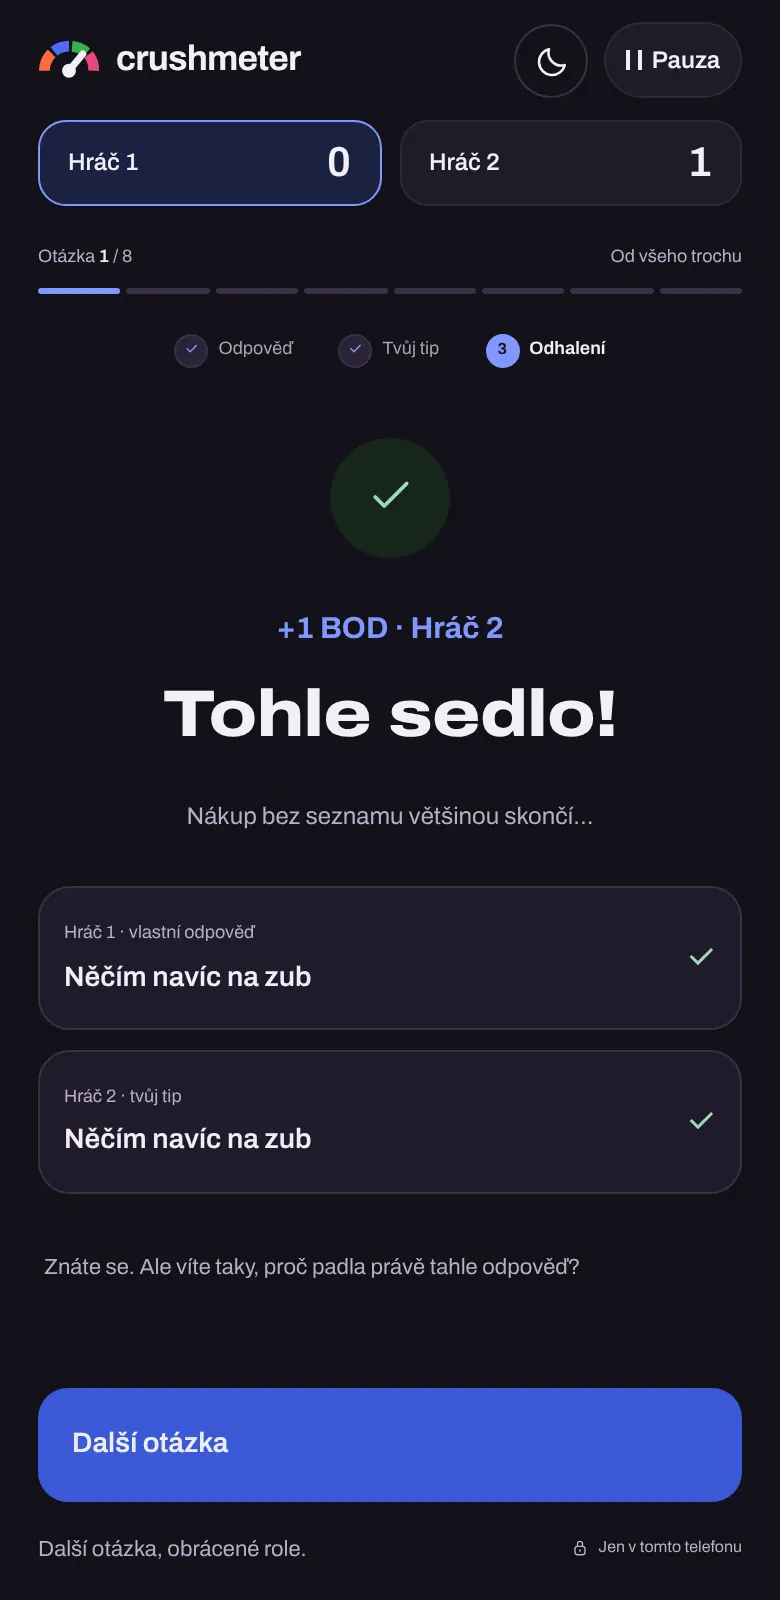 crushmeter
Pauza
Hráč 1 0
Hráč 2 1
Otázka 1 / 8
Od všeho trochu
Odpověď
Tvůj tip
3 Odhalení
+1 BOD · Hráč 2
Tohle sedlo!
Nákup bez seznamu většinou skončí...
Hráč 1 · vlastní odpověď
Něčím navíc na zub
Hráč 2 · tvůj tip
Něčím navíc na zub
Znáte se. Ale víte taky, proč padla právě tahle odpověď?
Další otázka
Další otázka, obrácené role.
Jen v tomto telefonu